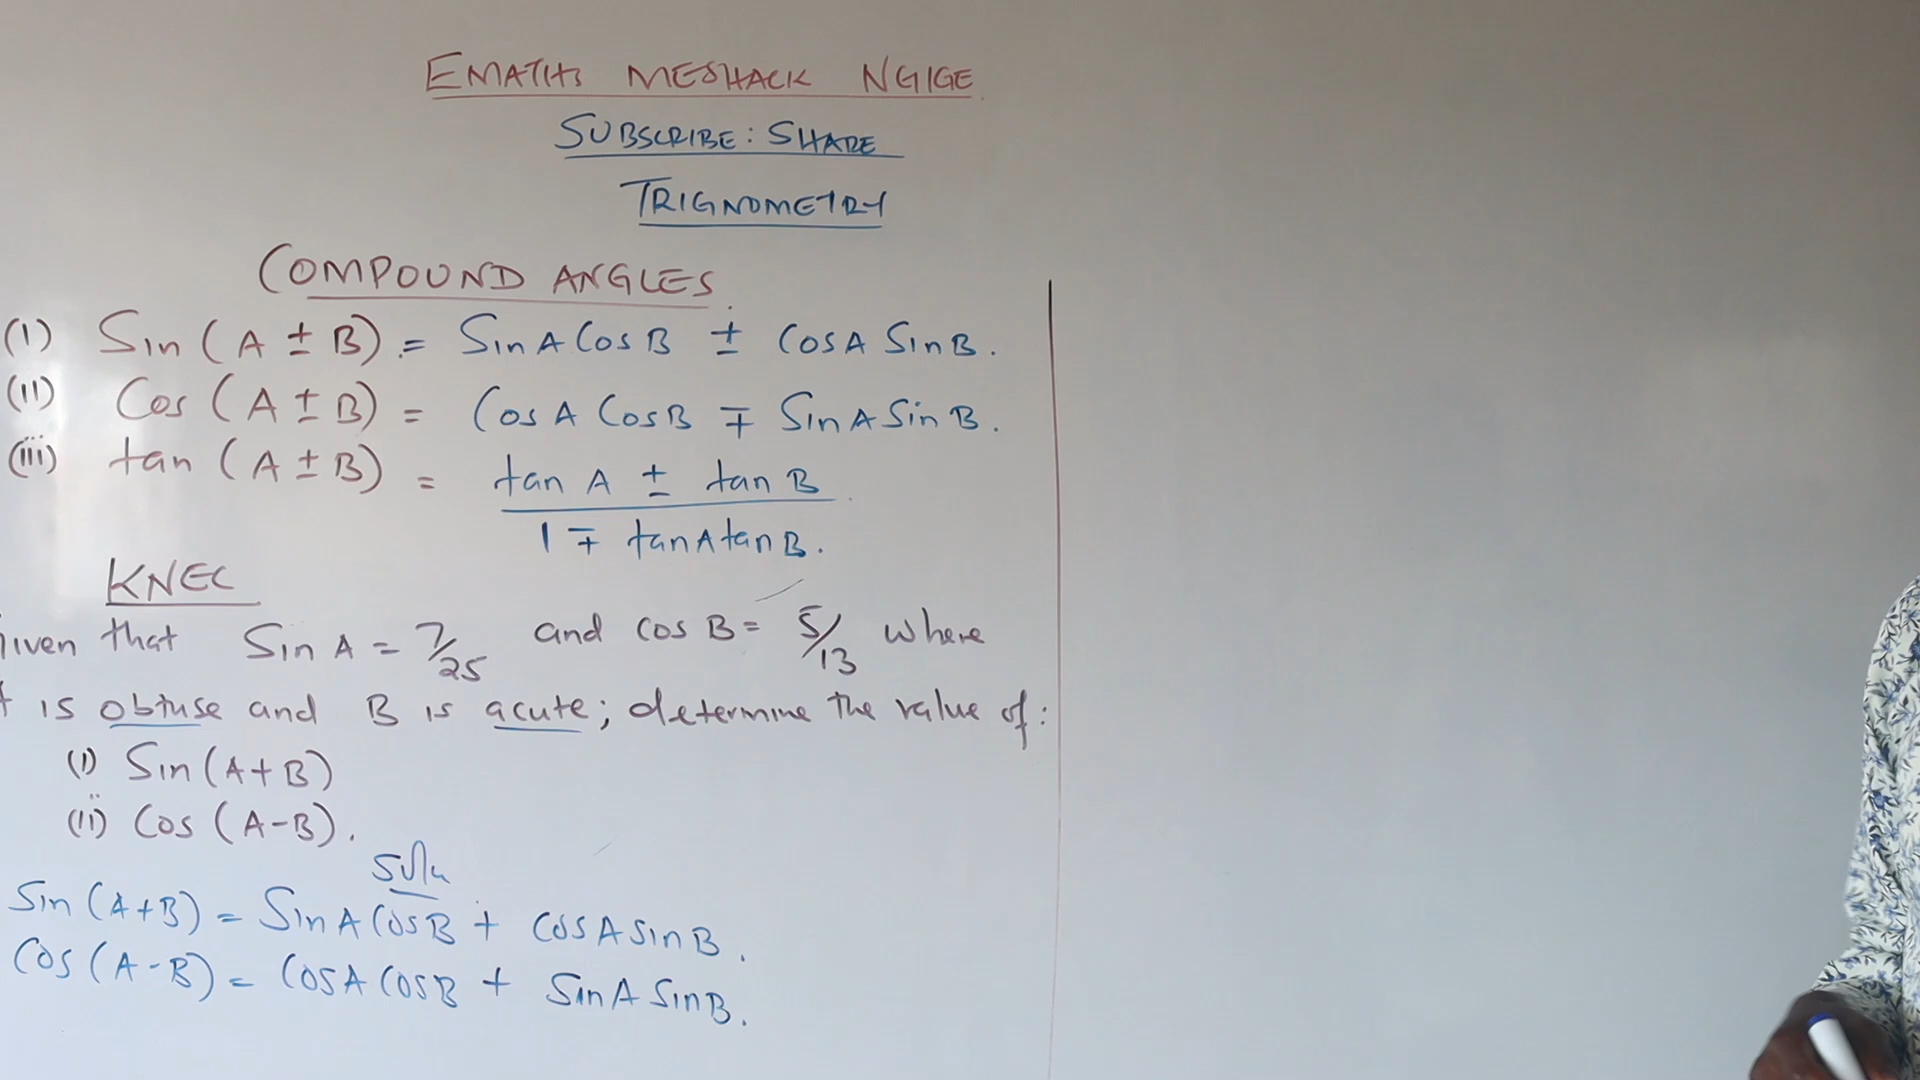 EMATHS MESHACK NGIGE
SUBSCRIBE: SHARE
TRIGNOMETRY
COMPOUND ANGLES
(i) Sin (A ± B) = Sin A Cos B ± Cos A Sin B.
(ii) Cos (A ± B) = Cos A Cos B ∓ Sin A Sin B.
(iii) tan (A ± B) = tan A ± tan B
1 ∓ tan A tan B.
KNEC
iven that Sin A = 7/25 and cos B = 5/13 where
is obtuse and B is acute; determine the value of:
(i) Sin (A+B)
(ii) Cos (A-B).
Soln
Sin (A+B) = Sin A Cos B + Cos A Sin B.
Cos (A-B) = Cos A Cos B + Sin A Sin B.